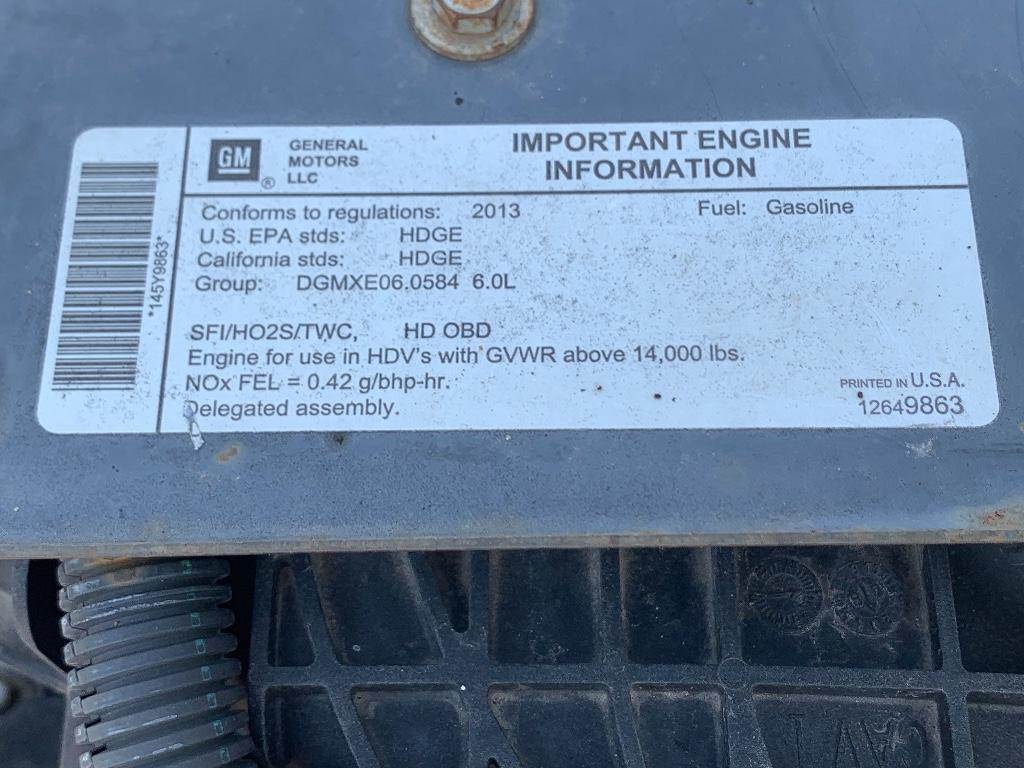 GM
®
GENERAL
MOTORS
LLC
IMPORTANT ENGINE
INFORMATION
*145Y9863*
Conforms to regulations: 2013 Fuel: Gasoline
U.S. EPA stds: HDGE
California stds: HDGE
Group: DGMXE06.0584 6.0L
SFI/HO2S/TWC, HD OBD
Engine for use in HDV's with GVWR above 14,000 lbs.
NOx FEL = 0.42 g/bhp-hr.
Delegated assembly.
PRINTED IN U.S.A.
12649863